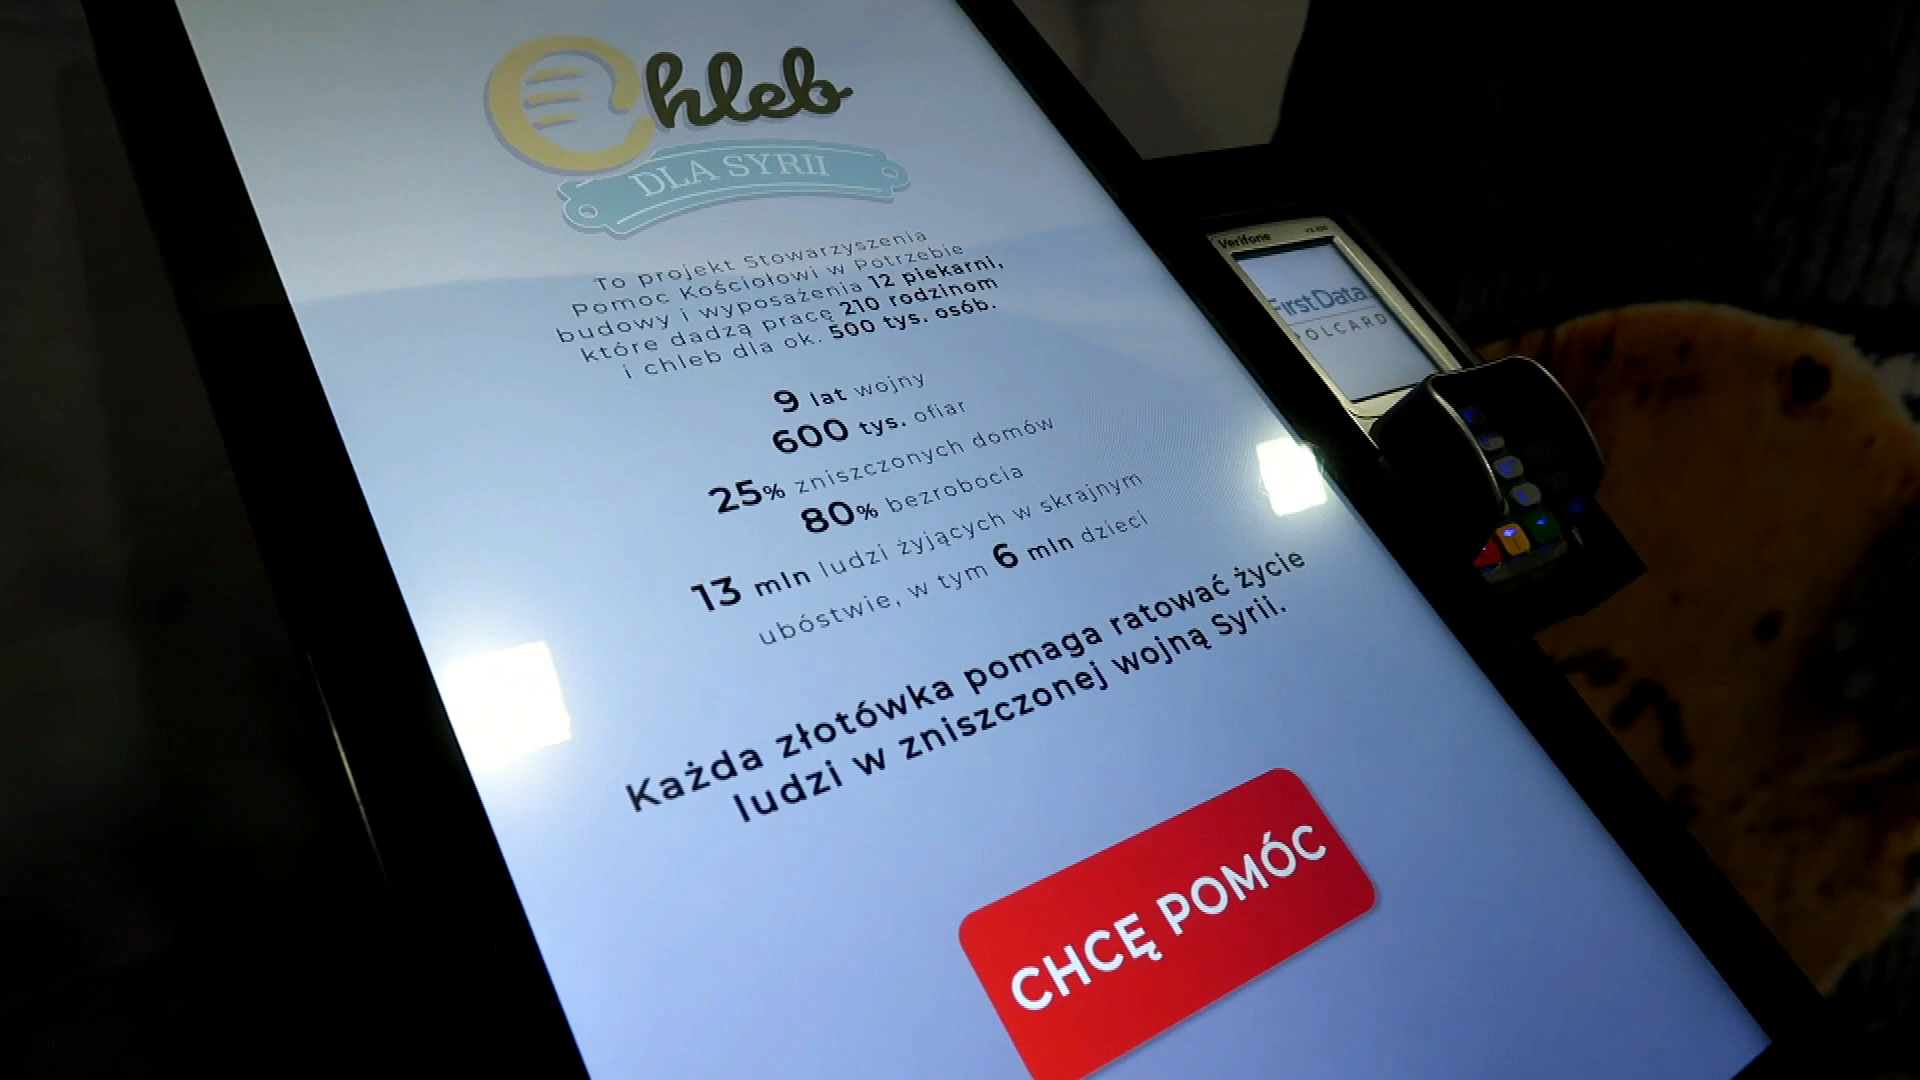 Chleb
DLA SYRII
To projekt Stowarzyszenia
Pomoc Kościołowi w Potrzebie
budowy i wyposażenia 12 piekarni,
które dadzą pracę 210 rodzinom
i chleb dla ok. 500 tys. osób.
9 lat wojny
600 tys. ofiar
25% zniszczonych domów
80% bezrobocia
13 mln ludzi żyjących w skrajnym
ubóstwie, w tym 6 mln dzieci
Każda złotówka pomaga ratować życie
ludzi w zniszczonej wojną Syrii.
CHCĘ POMÓC
Verifone
FirstData.
POLCARD